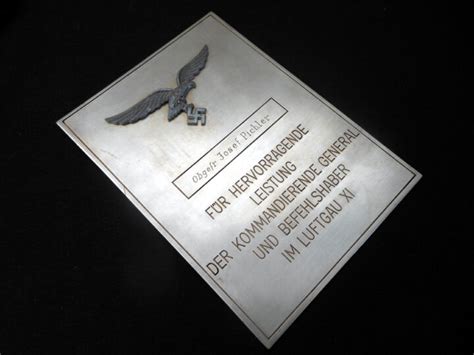 Obgefr Josef Pichler
FÜR HERVORRAGENDE
LEISTUNG
DER KOMMANDIERENDE GENERAL
UND BEFEHLSHABER
IM LUFTGAU XI